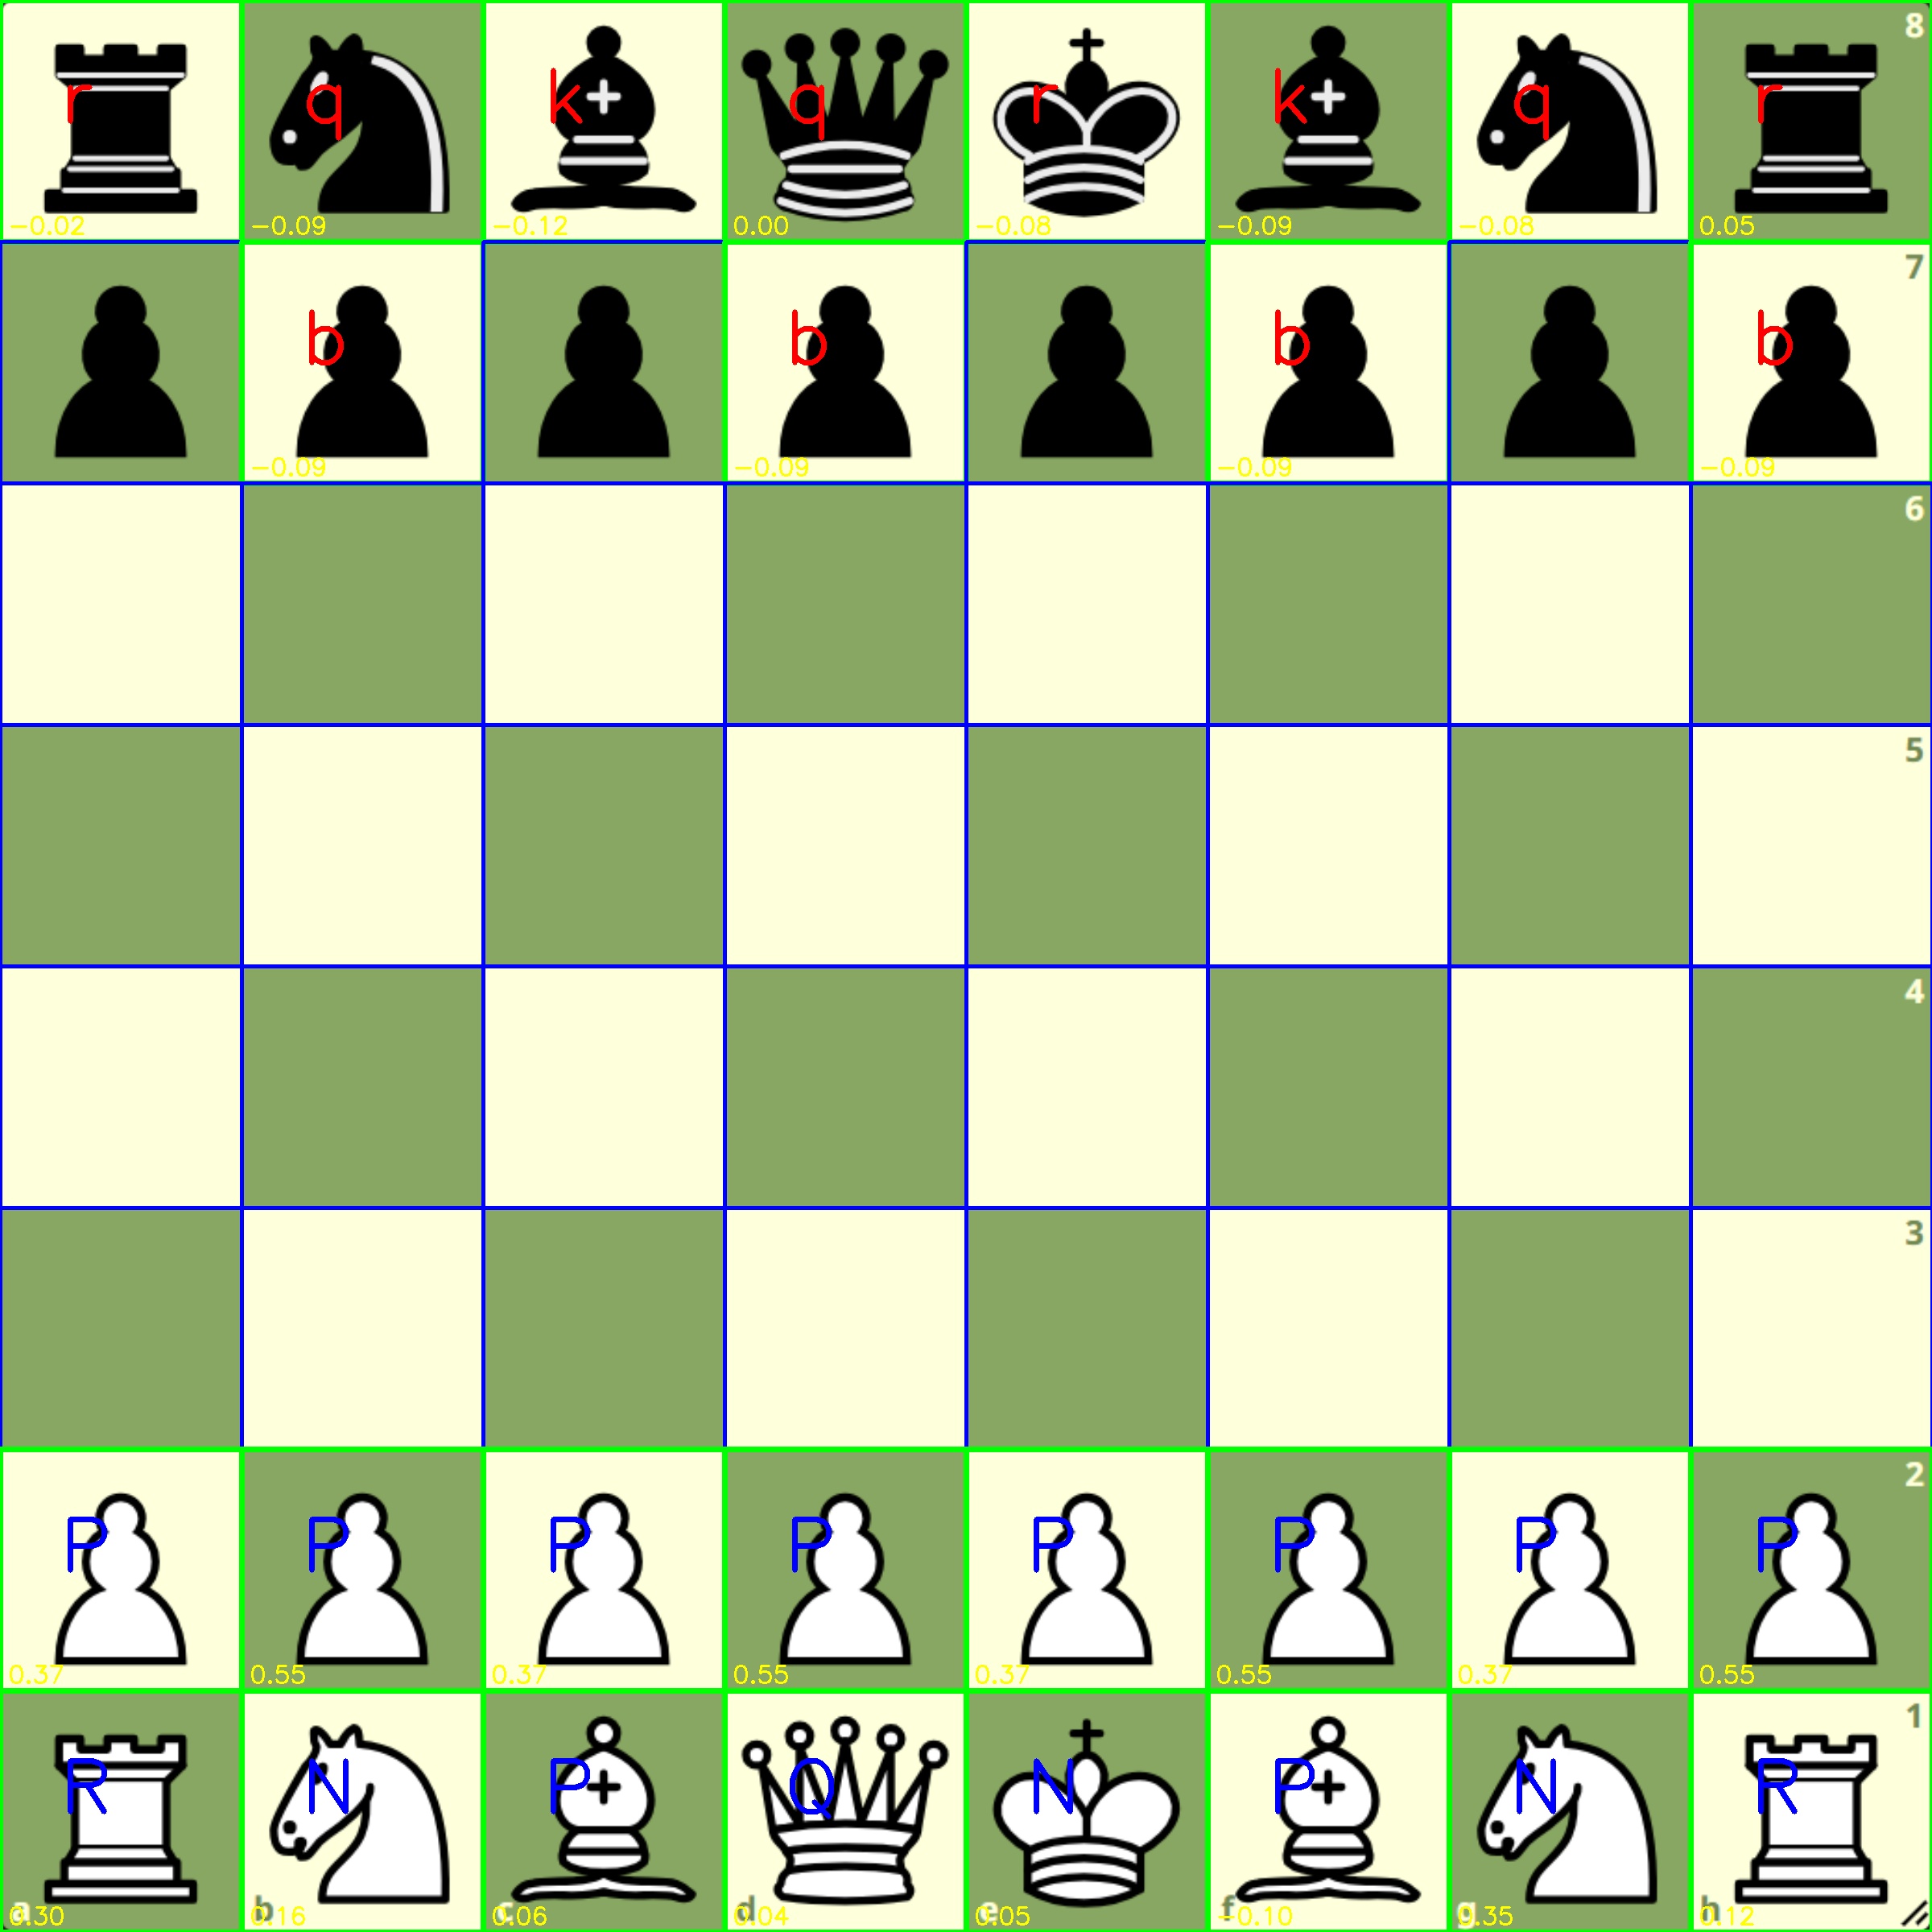 8
r q k q r k q r
−0.02 −0.09 −0.12 0.00 −0.08 −0.09 −0.08 0.05
7
b b b b
−0.09 −0.09 −0.09 −0.09
6
5
4
3
2
P P P P P P P P
0.37 0.55 0.37 0.55 0.37 0.55 0.37 0.55
1
R N P Q N P N R
a b c d e f g h
0.30 0.16 0.06 0.04 0.05 −0.10 0.35 0.12